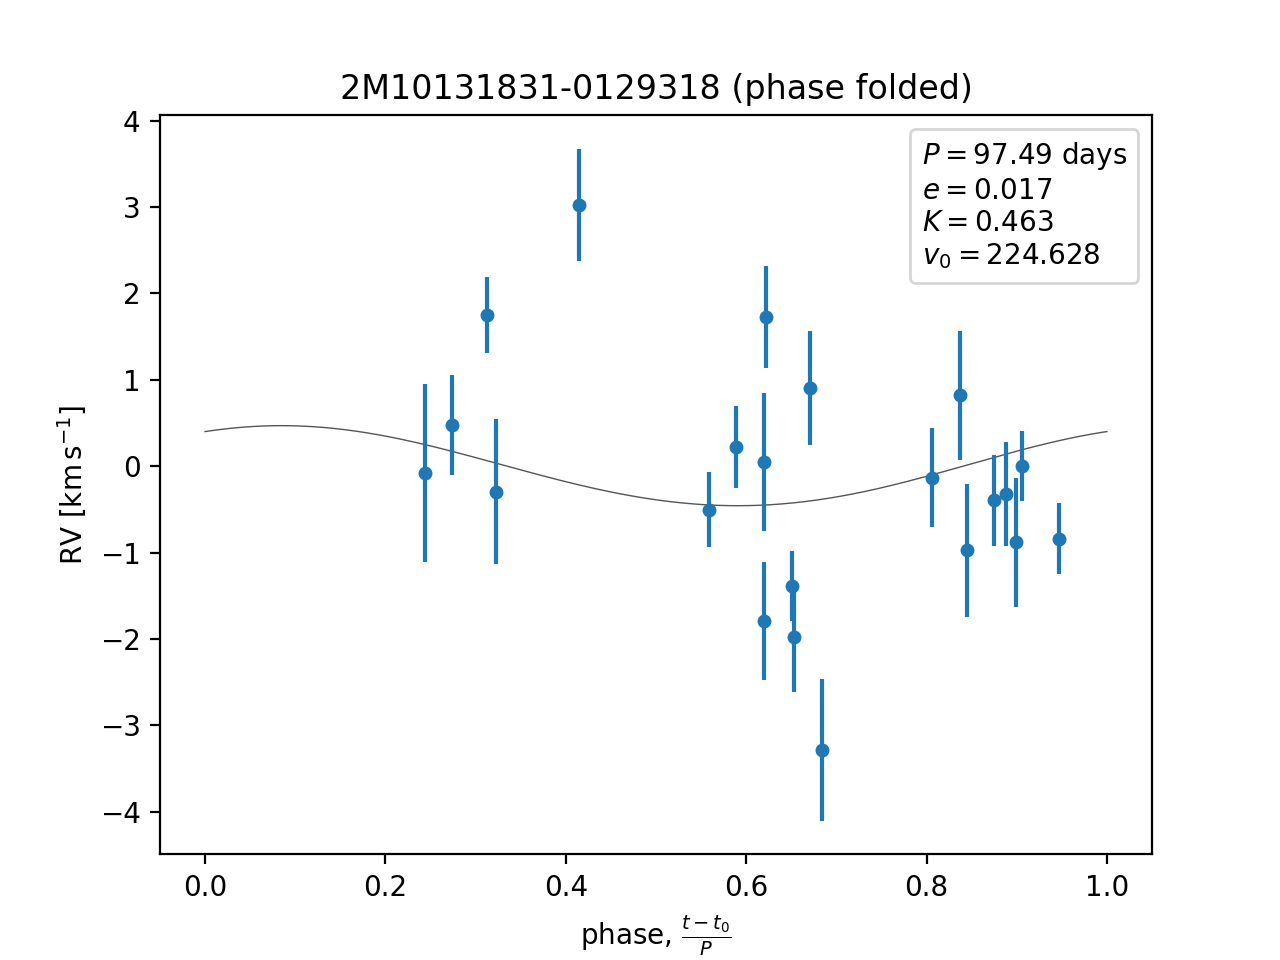 2M10131831-0129318 (phase folded)
P = 97.49 days
e = 0.017
K = 0.463
v₀ = 224.628
4
3
2
1
0
−1
−2
−3
−4
RV [km s⁻¹]
0.0 0.2 0.4 0.6 0.8 1.0
phase, (t − t₀)/P